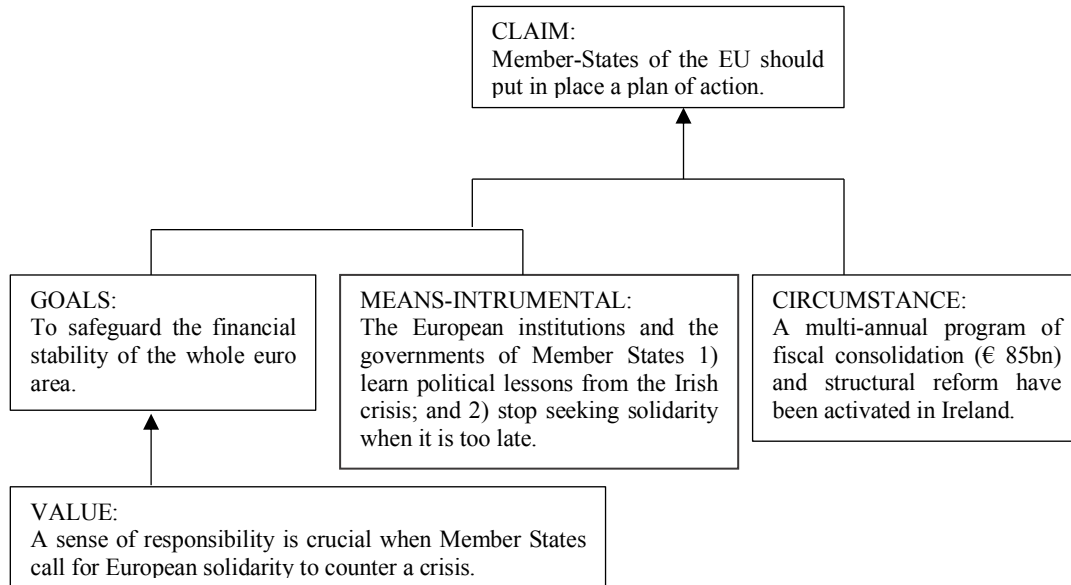 CLAIM:
Member-States of the EU should
put in place a plan of action.
GOALS:
To safeguard the financial
stability of the whole euro
area.
MEANS-INTRUMENTAL:
The European institutions and the
governments of Member States 1)
learn political lessons from the Irish
crisis; and 2) stop seeking solidarity
when it is too late.
CIRCUMSTANCE:
A multi-annual program of
fiscal consolidation (€ 85bn)
and structural reform have
been activated in Ireland.
VALUE:
A sense of responsibility is crucial when Member States
call for European solidarity to counter a crisis.